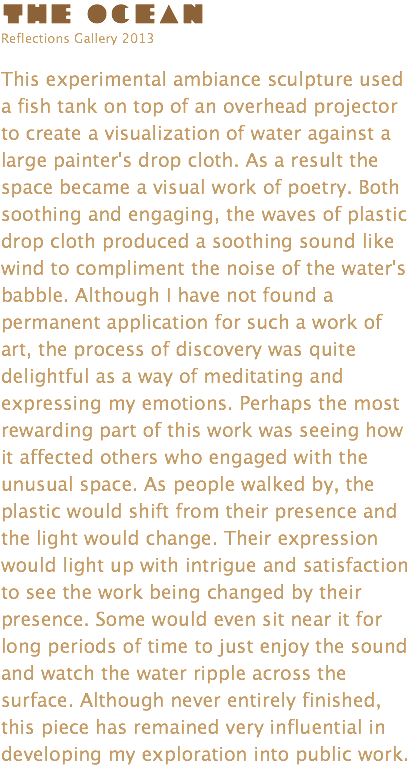 THE OCEAN
Reflections Gallery 2013
This experimental ambiance sculpture used
a fish tank on top of an overhead projector
to create a visualization of water against a
large painter's drop cloth. As a result the
space became a visual work of poetry. Both
soothing and engaging, the waves of plastic
drop cloth produced a soothing sound like
wind to compliment the noise of the water's
babble. Although I have not found a
permanent application for such a work of
art, the process of discovery was quite
delightful as a way of meditating and
expressing my emotions. Perhaps the most
rewarding part of this work was seeing how
it affected others who engaged with the
unusual space. As people walked by, the
plastic would shift from their presence and
the light would change. Their expression
would light up with intrigue and satisfaction
to see the work being changed by their
presence. Some would even sit near it for
long periods of time to just enjoy the sound
and watch the water ripple across the
surface. Although never entirely finished,
this piece has remained very influential in
developing my exploration into public work.